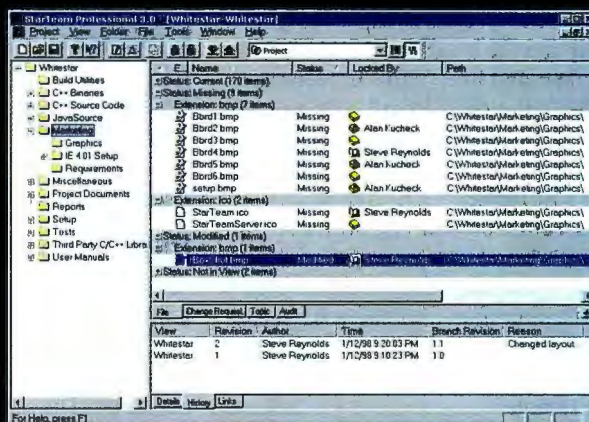 StarTeam Professional 3.0 - [Whitestar-Whitestar]
Project View Folder File Tools Window Help
Project
Whitestar
Build Utilities
C++ Binaries
C++ Source Code
JavaSource
Graphics
IE 4.01 Setup
Requirements
Miscellaneous
Project Documents
Reports
Setup
Tests
Third Party C/C++ Libra
User Manuals
E. Name Status Locked By Path
Status: Current (170 items)
Status: Missing (9 items)
Extension: bmp (7 items)
Bbrd1.bmp Missing C:\Whitestar\Marketing\Graphics\
Bbrd2.bmp Missing Alan Kucheck C:\Whitestar\Marketing\Graphics\
Bbrd3.bmp Missing C:\Whitestar\Marketing\Graphics\
Bbrd4.bmp Missing Steve Reynolds C:\Whitestar\Marketing\Graphics\
Bbrd5.bmp Missing Alan Kucheck C:\Whitestar\Marketing\Graphics\
Bbrd6.bmp Missing C:\Whitestar\Marketing\Graphics\
setup.bmp Missing Alan Kucheck C:\Whitestar\Marketing\Graphics\
Extension: ico (2 items)
StarTeam.ico Missing Steve Reynolds C:\Whitestar\Marketing\Graphics\
StarTeamServer.ico Missing C:\Whitestar\Marketing\Graphics\
Status: Modified (1 items)
Extension: bmp (1 items)
Modified Steve Reynolds C:\Whitestar\Marketing\Graphics\
Status: Not in View (2 items)
File Change Request Topic Audit
View Revision Author Time Branch Revision Reason
Whitestar 2 Steve Reynolds 1/12/98 9:20:03 PM 1.1 Changed layout
Whitestar 1 Steve Reynolds 1/12/98 9:10:23 PM 1.0
Details History Links
For Help, press F1